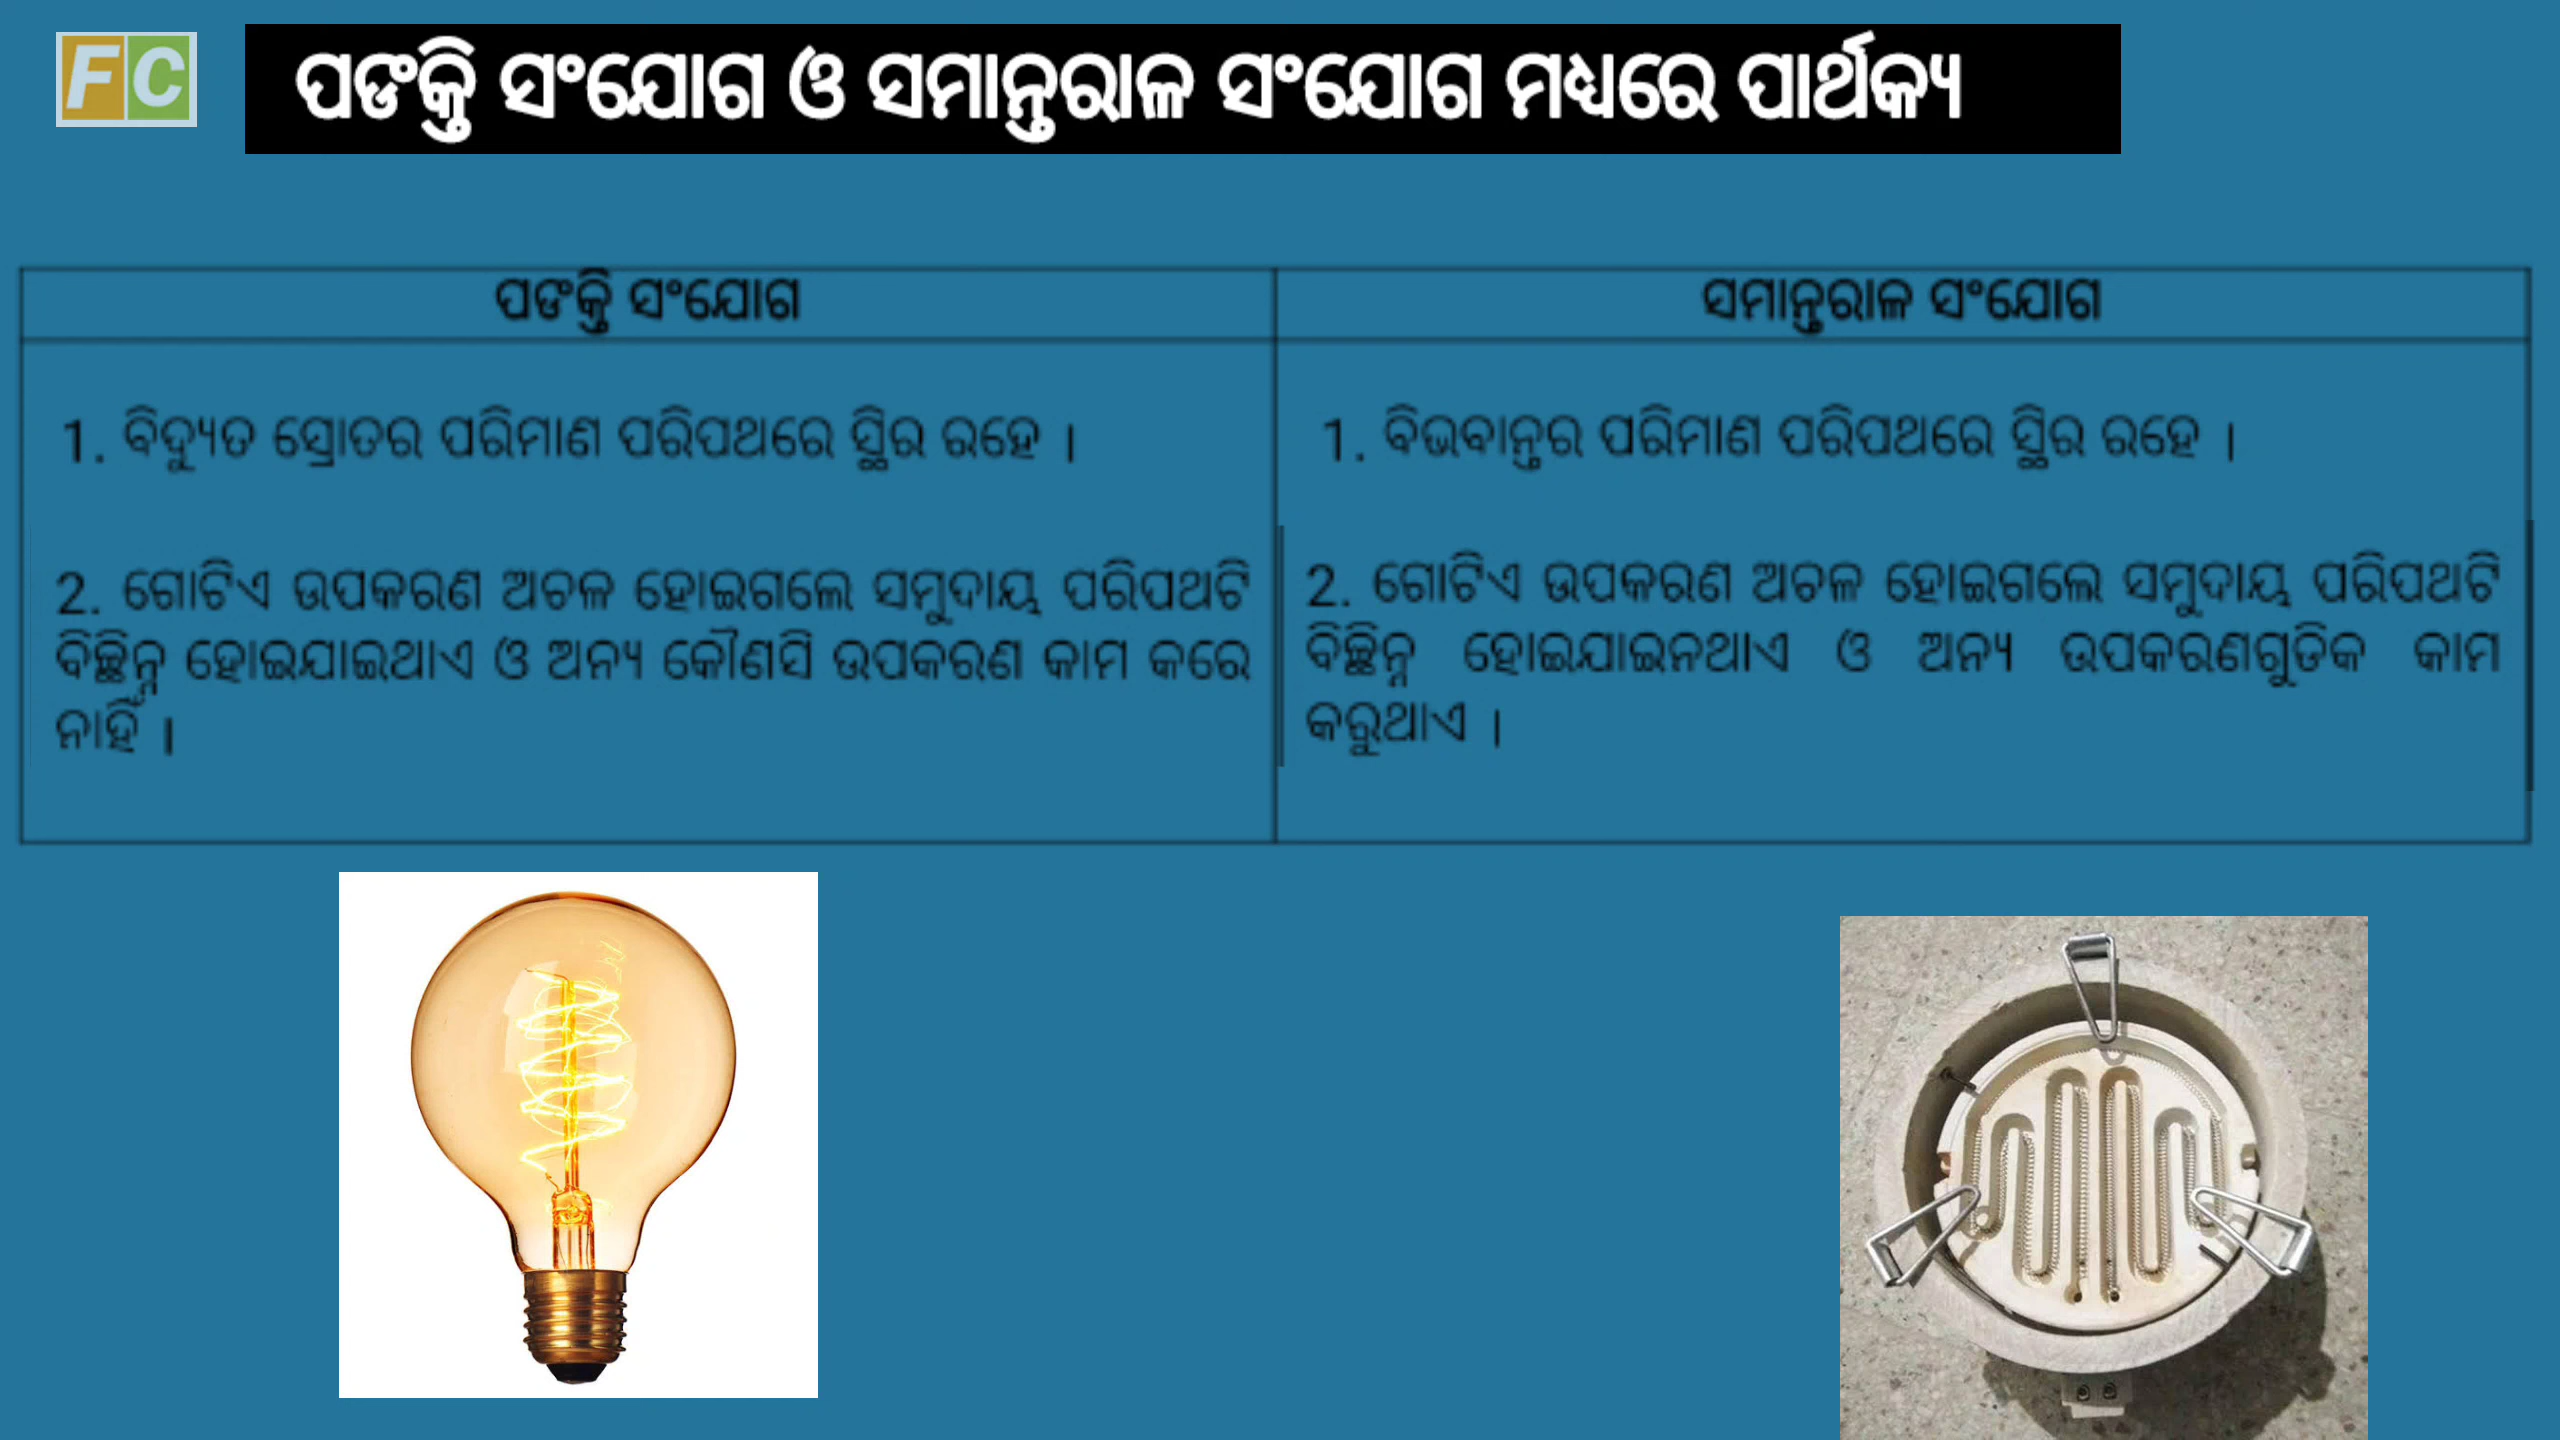 FC
ପଙକ୍ତି ସଂଯୋଗ ଓ ସମାନ୍ତରାଳ ସଂଯୋଗ ମଧ୍ୟରେ ପାର୍ଥକ୍ୟ
ପଙକ୍ତି ସଂଯୋଗ
1. ବିଦ୍ୟୁତ ସ୍ରୋତର ପରିମାଣ ପରିପଥରେ ସ୍ଥିର ରହେ ।
2. ଗୋଟିଏ ଉପକରଣ ଅଚଳ ହୋଇଗଲେ ସମୁଦାୟ ପରିପଥଟି
ବିଚ୍ଛିନ୍ନ ହୋଇଯାଇଥାଏ ଓ ଅନ୍ୟ କୌଣସି ଉପକରଣ କାମ କରେ
ନାହିଁ ।
ସମାନ୍ତରାଳ ସଂଯୋଗ
1. ବିଭବାନ୍ତର ପରିମାଣ ପରିପଥରେ ସ୍ଥିର ରହେ ।
2. ଗୋଟିଏ ଉପକରଣ ଅଚଳ ହୋଇଗଲେ ସମୁଦାୟ ପରିପଥଟି
ବିଚ୍ଛିନ୍ନ ହୋଇଯାଇନଥାଏ ଓ ଅନ୍ୟ ଉପକରଣଗୁଡିକ କାମ
କରୁଥାଏ ।